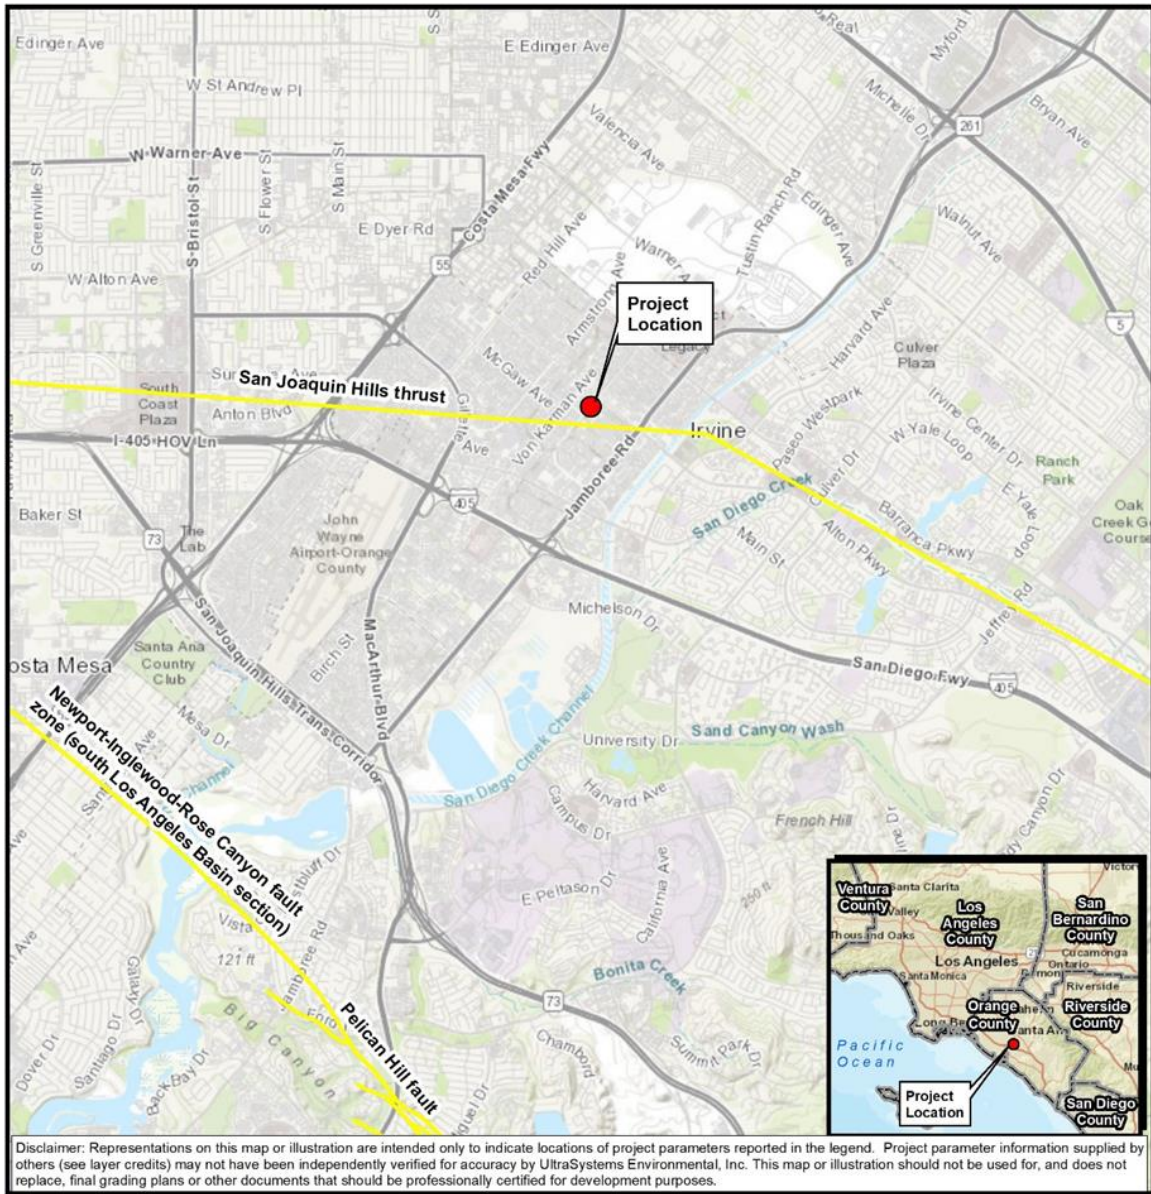 Edinger Ave
E Edinger Ave
Real
Myford
W St Andrew Pl
Michelle Dr
Bryan Ave
Valencia Ave
261
W Warner Ave
S Greenville St
S Bristol St
S Flower St
S Main St
Costa Mesa Fwy
Red Hill Ave
Tustin Ranch Rd
Edinger Ave
Walnut Ave
E Dyer Rd
Warner
55
W Alton Ave
Armstrong Ave
Project
Location
Harvard Ave
5
Culver
Plaza
Legacy
McGaw Ave
San Joaquin Hills thrust
South
Coast
Plaza
Anton Blvd
Von Karman Ave
Irvine
Paseo Westpark
W Yale Loop
Irvine Center Dr
I-405 HOV Ln
Ave
Jamboree Rd
Culver Dr
Ranch
Park
E Yale Loop
405
San Diego Creek
Baker St
The
Lab
John
Wayne
Airport-Orange
County
Barranca Pkwy
Alton Pkwy
Main St
Oak
Creek G
Course
73
Michelson Dr
Jeffrey Rd
San Joaquin Hills Trans Corridor
Birch St
MacArthur Blvd
Santa Ana
Country
Club
osta Mesa
San Diego Fwy
405
Newport-Inglewood-Rose Canyon fault
zone (south Los Angeles Basin section)
Mesa Dr
Channel
San Diego Creek Channel
University Dr
Sand Canyon Wash
Harvard Ave
Campus Dr
French Hill
E Peltason Dr
California Ave
250 ft
Vista
121 ft
Bonita Creek
73
Big Canyon
Pelican Hill fault
Chambord
Summit Park Dr
Dover Dr
Santiago Dr
Galaxy Dr
Back Bay Dr
Ventura
County
Santa Clarita
Valley
Thousand Oaks
Los
Angeles
County
San
Bernardino
County
Los Angeles
Cucamonga
Ontario
Santa Monica
Riverside
Orange
County
Riverside
County
Pacific
Ocean
Project
Location
San Diego
County
Disclaimer: Representations on this map or illustration are intended only to indicate locations of project parameters reported in the legend. Project parameter information supplied by
others (see layer credits) may not have been independently verified for accuracy by UltraSystems Environmental, Inc. This map or illustration should not be used for, and does not
replace, final grading plans or other documents that should be professionally certified for development purposes.